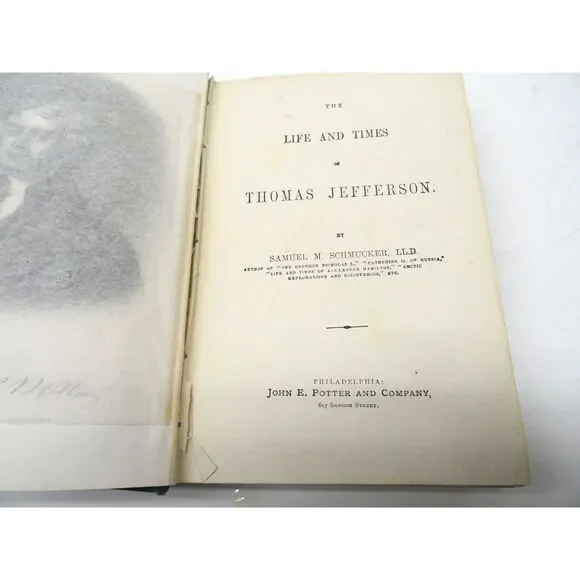 THE
LIFE AND TIMES
OF
THOMAS JEFFERSON.
BY
SAMUEL M. SCHMUCKER, LL.D.
AUTHOR OF "THE EMPEROR NICHOLAS I.," "CATHERINE II. OF RUSSIA,"
"LIFE AND TIMES OF ALEXANDER HAMILTON," "ARCTIC
EXPLORATIONS AND DISCOVERIES," ETC.
PHILADELPHIA:
JOHN E. POTTER AND COMPANY,
617 SANSOM STREET.